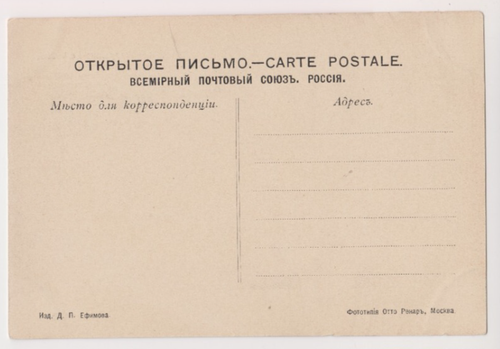 ОТКРЫТОЕ ПИСЬМО.—CARTE POSTALE.
ВСЕМІРНЫЙ ПОЧТОВЫЙ СОЮЗЪ. РОССІЯ.
Мѣсто для корреспонденціи.
Адресъ.
Изд. Д. П. Ефимова
Фототипія Отто Ренаръ, Москва